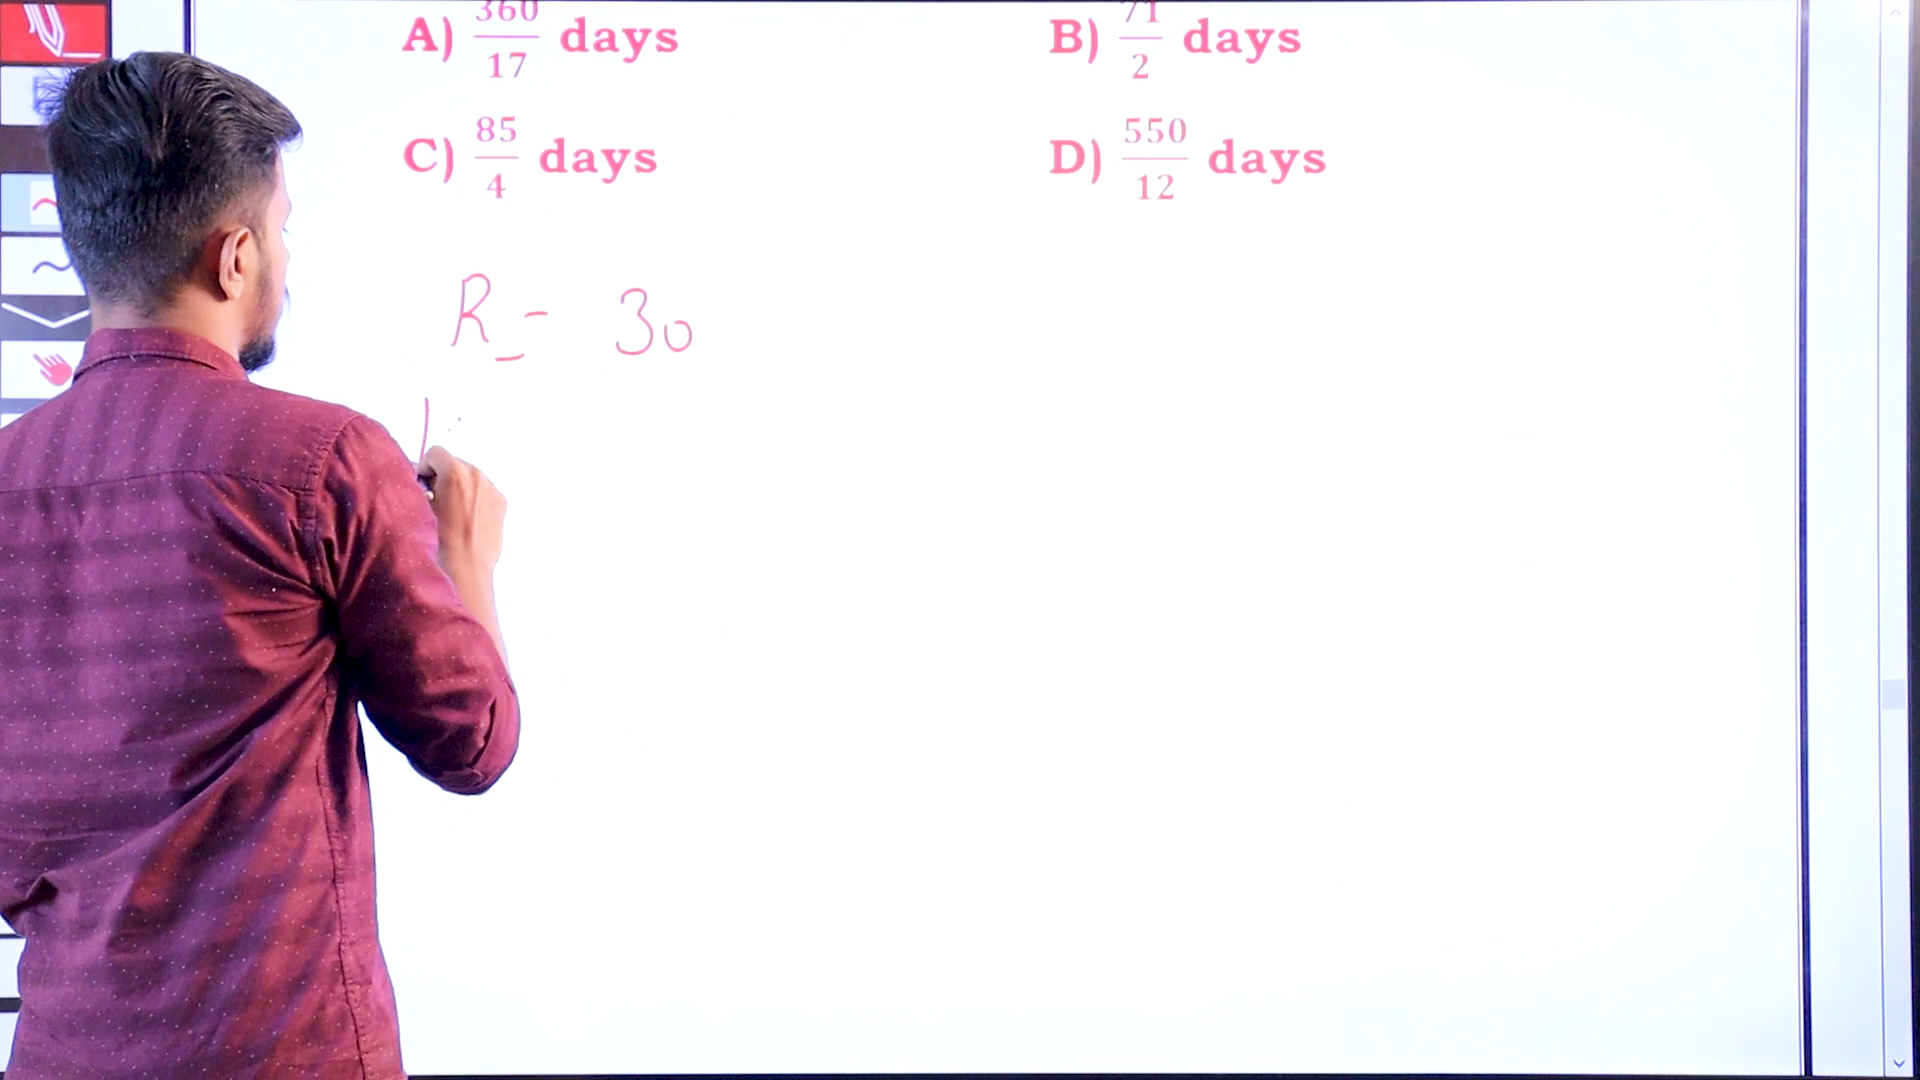 A) 360/17 days B) 71/2 days
C) 85/4 days D) 550/12 days
R - 30